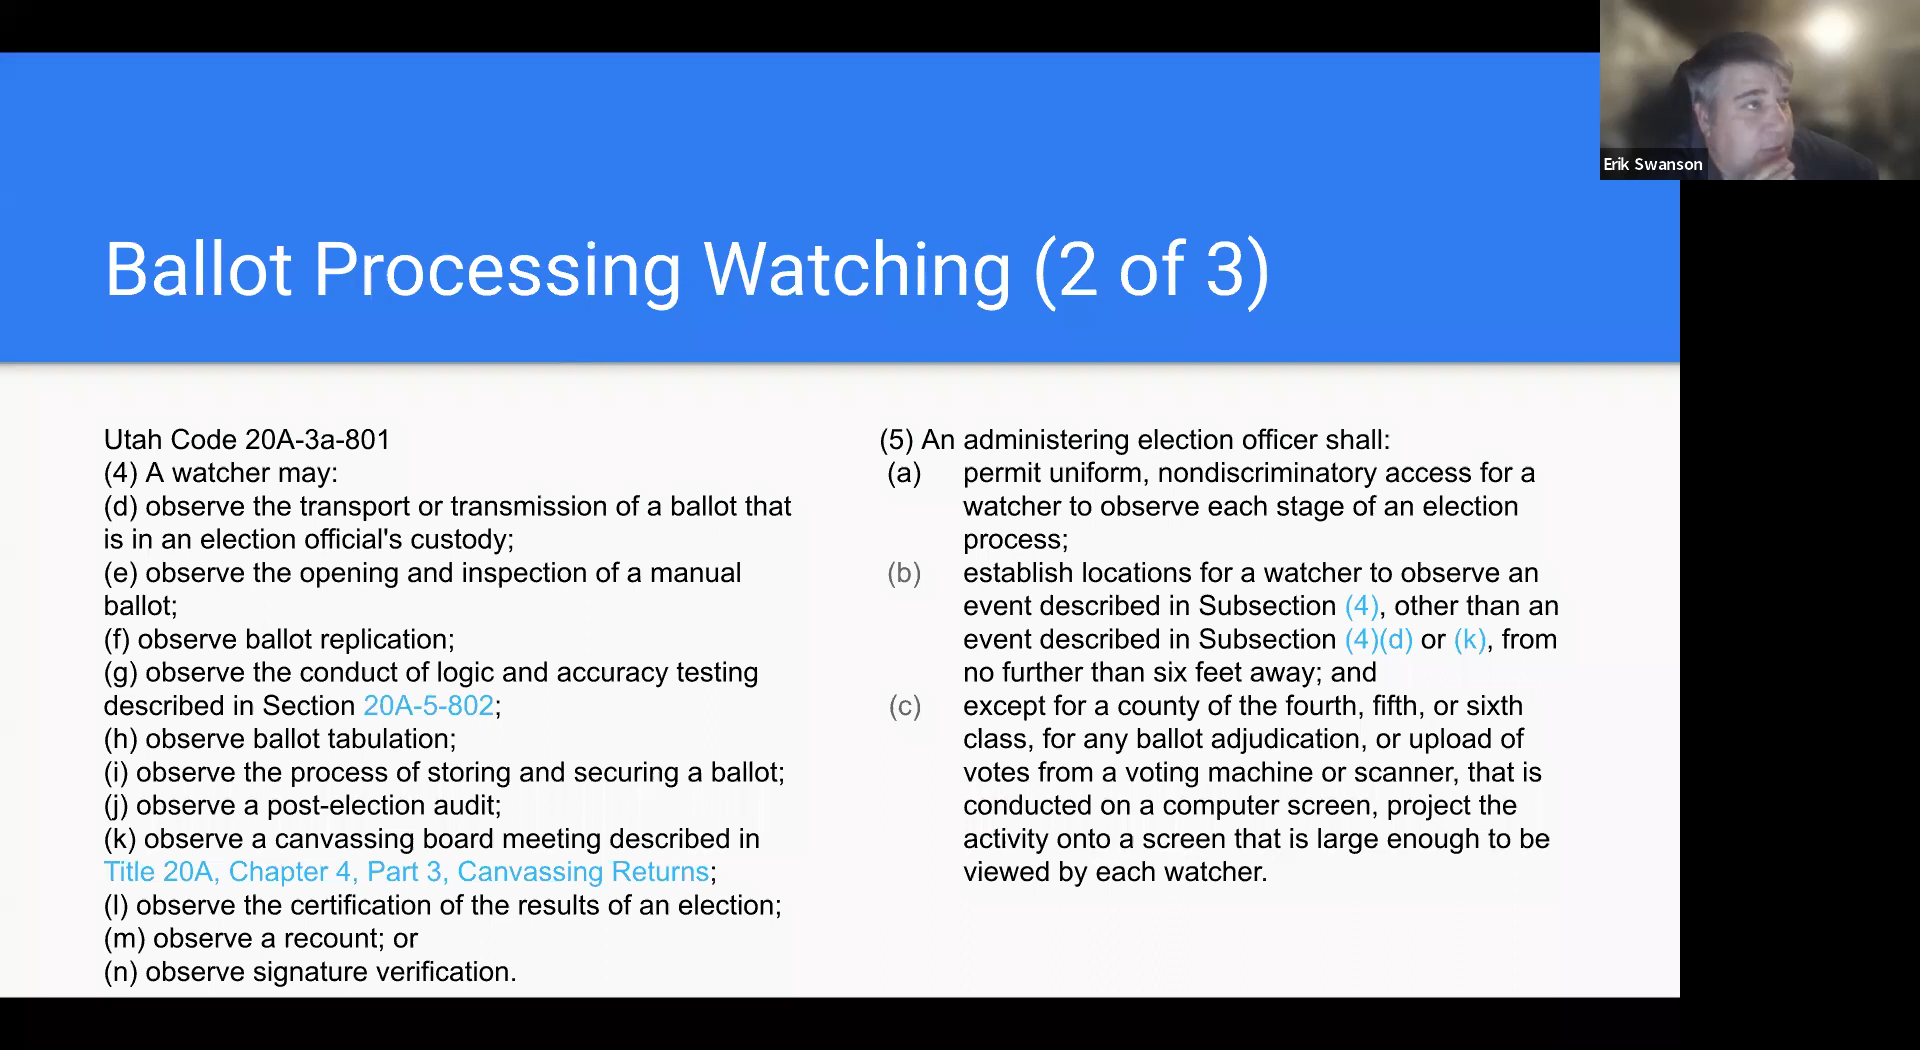 Erik Swanson
Ballot Processing Watching (2 of 3)
Utah Code 20A-3a-801
(4) A watcher may:
(d) observe the transport or transmission of a ballot that
is in an election official's custody;
(e) observe the opening and inspection of a manual
ballot;
(f) observe ballot replication;
(g) observe the conduct of logic and accuracy testing
described in Section 20A-5-802;
(h) observe ballot tabulation;
(i) observe the process of storing and securing a ballot;
(j) observe a post-election audit;
(k) observe a canvassing board meeting described in
Title 20A, Chapter 4, Part 3, Canvassing Returns;
(l) observe the certification of the results of an election;
(m) observe a recount; or
(n) observe signature verification.
(5) An administering election officer shall:
(a) permit uniform, nondiscriminatory access for a
watcher to observe each stage of an election
process;
(b) establish locations for a watcher to observe an
event described in Subsection (4), other than an
event described in Subsection (4)(d) or (k), from
no further than six feet away; and
(c) except for a county of the fourth, fifth, or sixth
class, for any ballot adjudication, or upload of
votes from a voting machine or scanner, that is
conducted on a computer screen, project the
activity onto a screen that is large enough to be
viewed by each watcher.